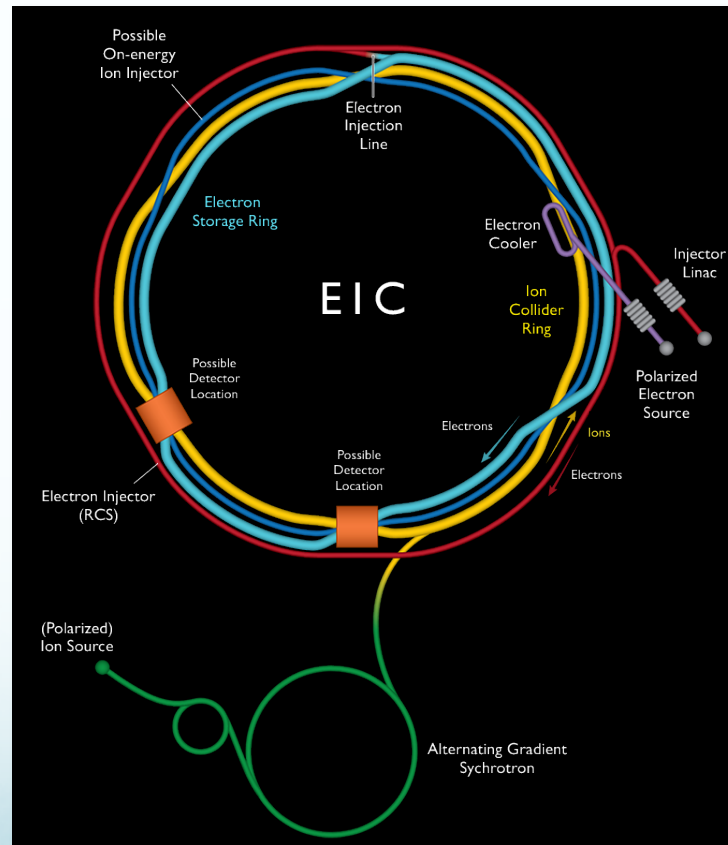 Possible
On-energy
Ion Injector
Electron
Injection
Line
Electron
Storage Ring
Electron
Cooler
Injector
Linac
EIC
Ion
Collider
Ring
Possible
Detector
Location
Polarized
Electron
Source
Electrons
Ions
Possible
Detector
Location
Electrons
Electron Injector
(RCS)
(Polarized)
Ion Source
Alternating Gradient
Sychrotron